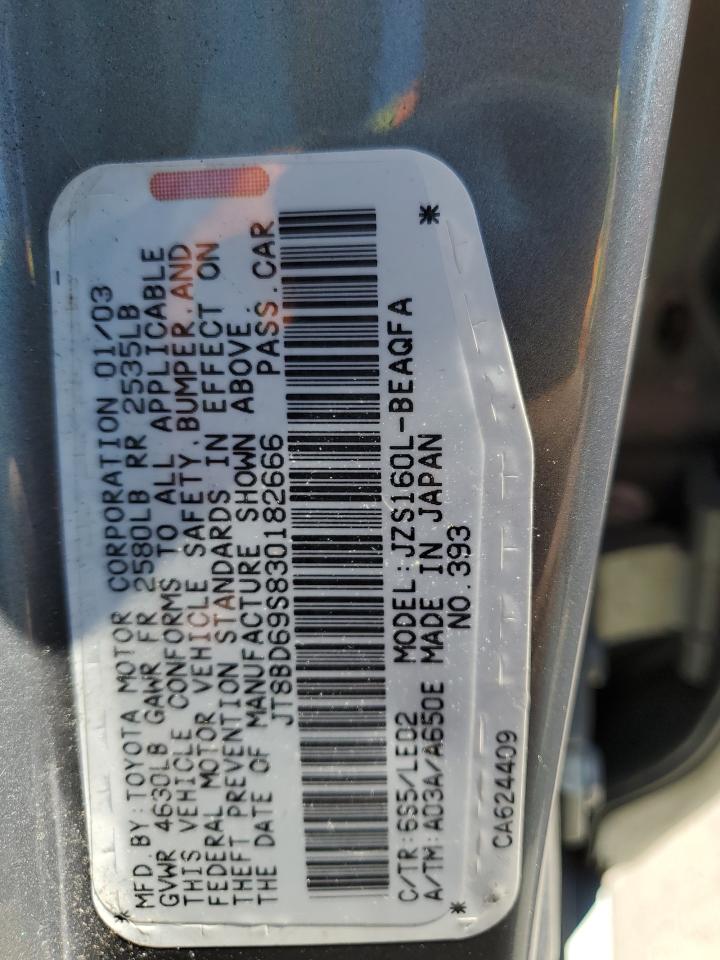 MFD.BY:TOYOTA MOTOR CORPORATION 01/03
GVWR 4630LB GAWR FR 2580LB RR 2535LB
THIS VEHICLE CONFORMS TO ALL APPLICABLE
FEDERAL MOTOR VEHICLE SAFETY,BUMPER,AND
THEFT PREVENTION STANDARDS IN EFFECT ON
THE DATE OF MANUFACTURE SHOWN ABOVE.
JT8BD69S830182666 PASS.CAR
C/TR:6S5/LE02 MODEL:JZS160L-BEAQFA
A/TM:A03A/A650E MADE IN JAPAN
NO.393
CA624409